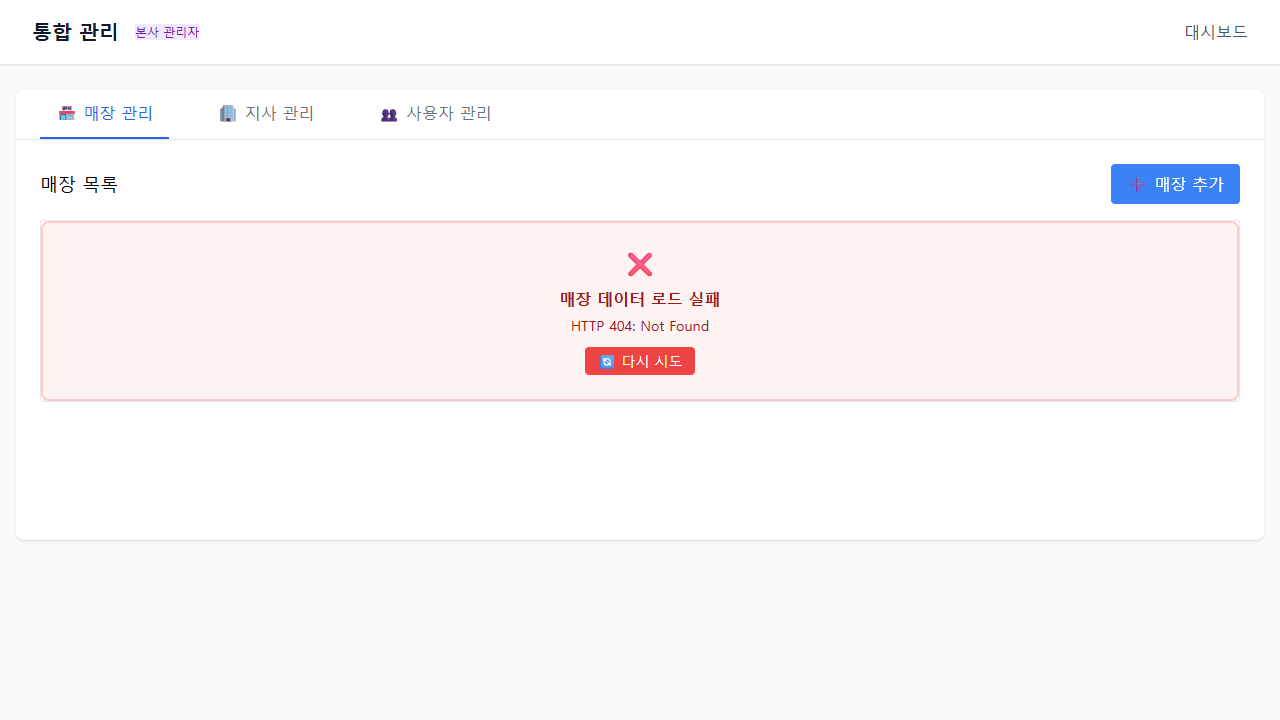 통합 관리 본사 관리자 대시보드
매장 관리 지사 관리 사용자 관리
매장 목록 매장 추가
매장 데이터 로드 실패
HTTP 404: Not Found
다시 시도